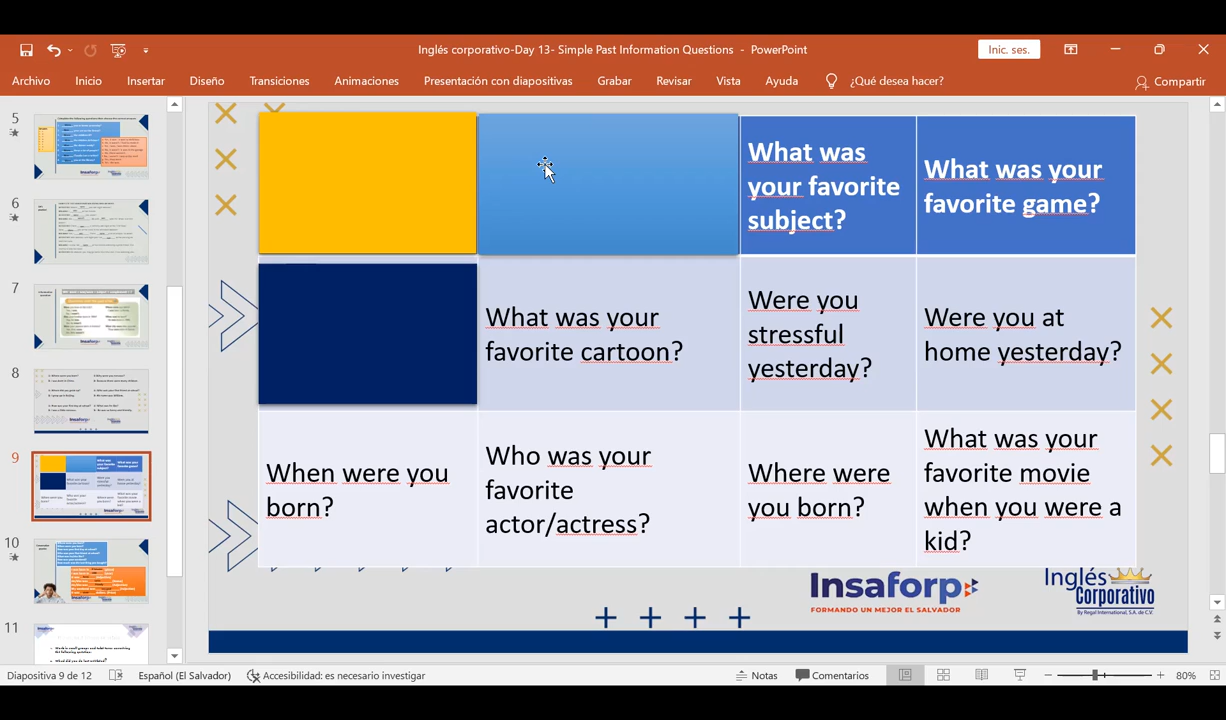 Inglés corporativo-Day 13- Simple Past Information Questions - PowerPoint
Inic. ses.
Archivo Inicio Insertar Diseño Transiciones Animaciones Presentación con diapositivas Grabar Revisar Vista Ayuda ¿Qué desea hacer? Compartir
5
6
7
8
9
10
11
What was
your favorite
subject?
What was your
favorite game?
What was your
favorite cartoon?
Were you
stressful
yesterday?
Were you at
home yesterday?
When were you
born?
Who was your
favorite
actor/actress?
Where were
you born?
What was your
favorite movie
when you were a
kid?
Insaforp
FORMANDO UN MEJOR EL SALVADOR
Inglés
Corporativo
By Regal International, S.A. de C.V.
Diapositiva 9 de 12 Español (El Salvador) Accesibilidad: es necesario investigar Notas Comentarios 80%